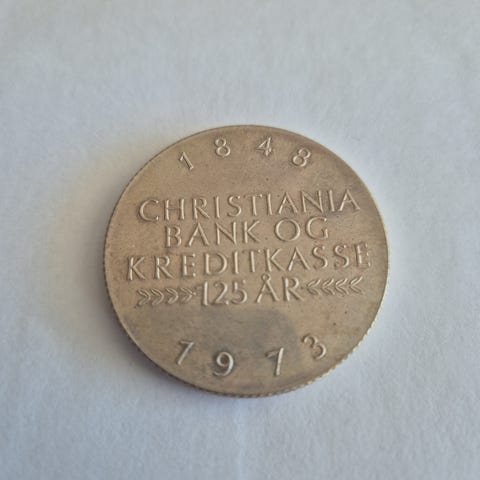 1848
CHRISTIANIA
BANK OG
KREDITKASSE
125 ÅR
1973